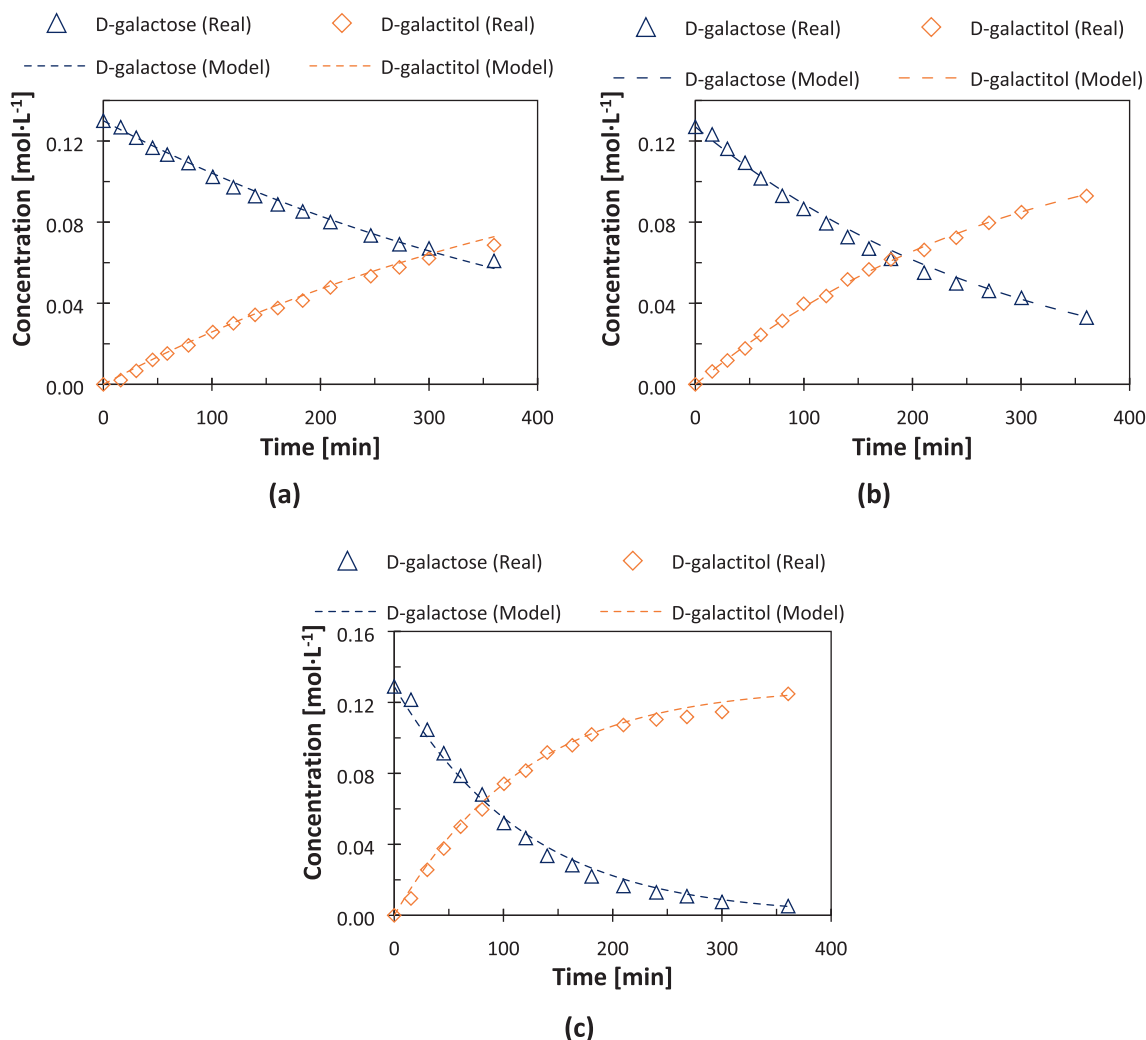 D-galactose (Real)
D-galactitol (Real)
D-galactose (Model)
D-galactitol (Model)
Concentration [mol·L⁻¹]
0.12
0.08
0.04
0.00
0 100 200 300 400
Time [min]
(a)
D-galactose (Real)
D-galactitol (Real)
D-galactose (Model)
D-galactitol (Model)
Concentration [mol·L⁻¹]
0.12
0.08
0.04
0.00
0 100 200 300 400
Time [min]
(b)
D-galactose (Real)
D-galactitol (Real)
D-galactose (Model)
D-galactitol (Model)
Concentration [mol·L⁻¹]
0.16
0.12
0.08
0.04
0.00
0 100 200 300 400
Time [min]
(c)